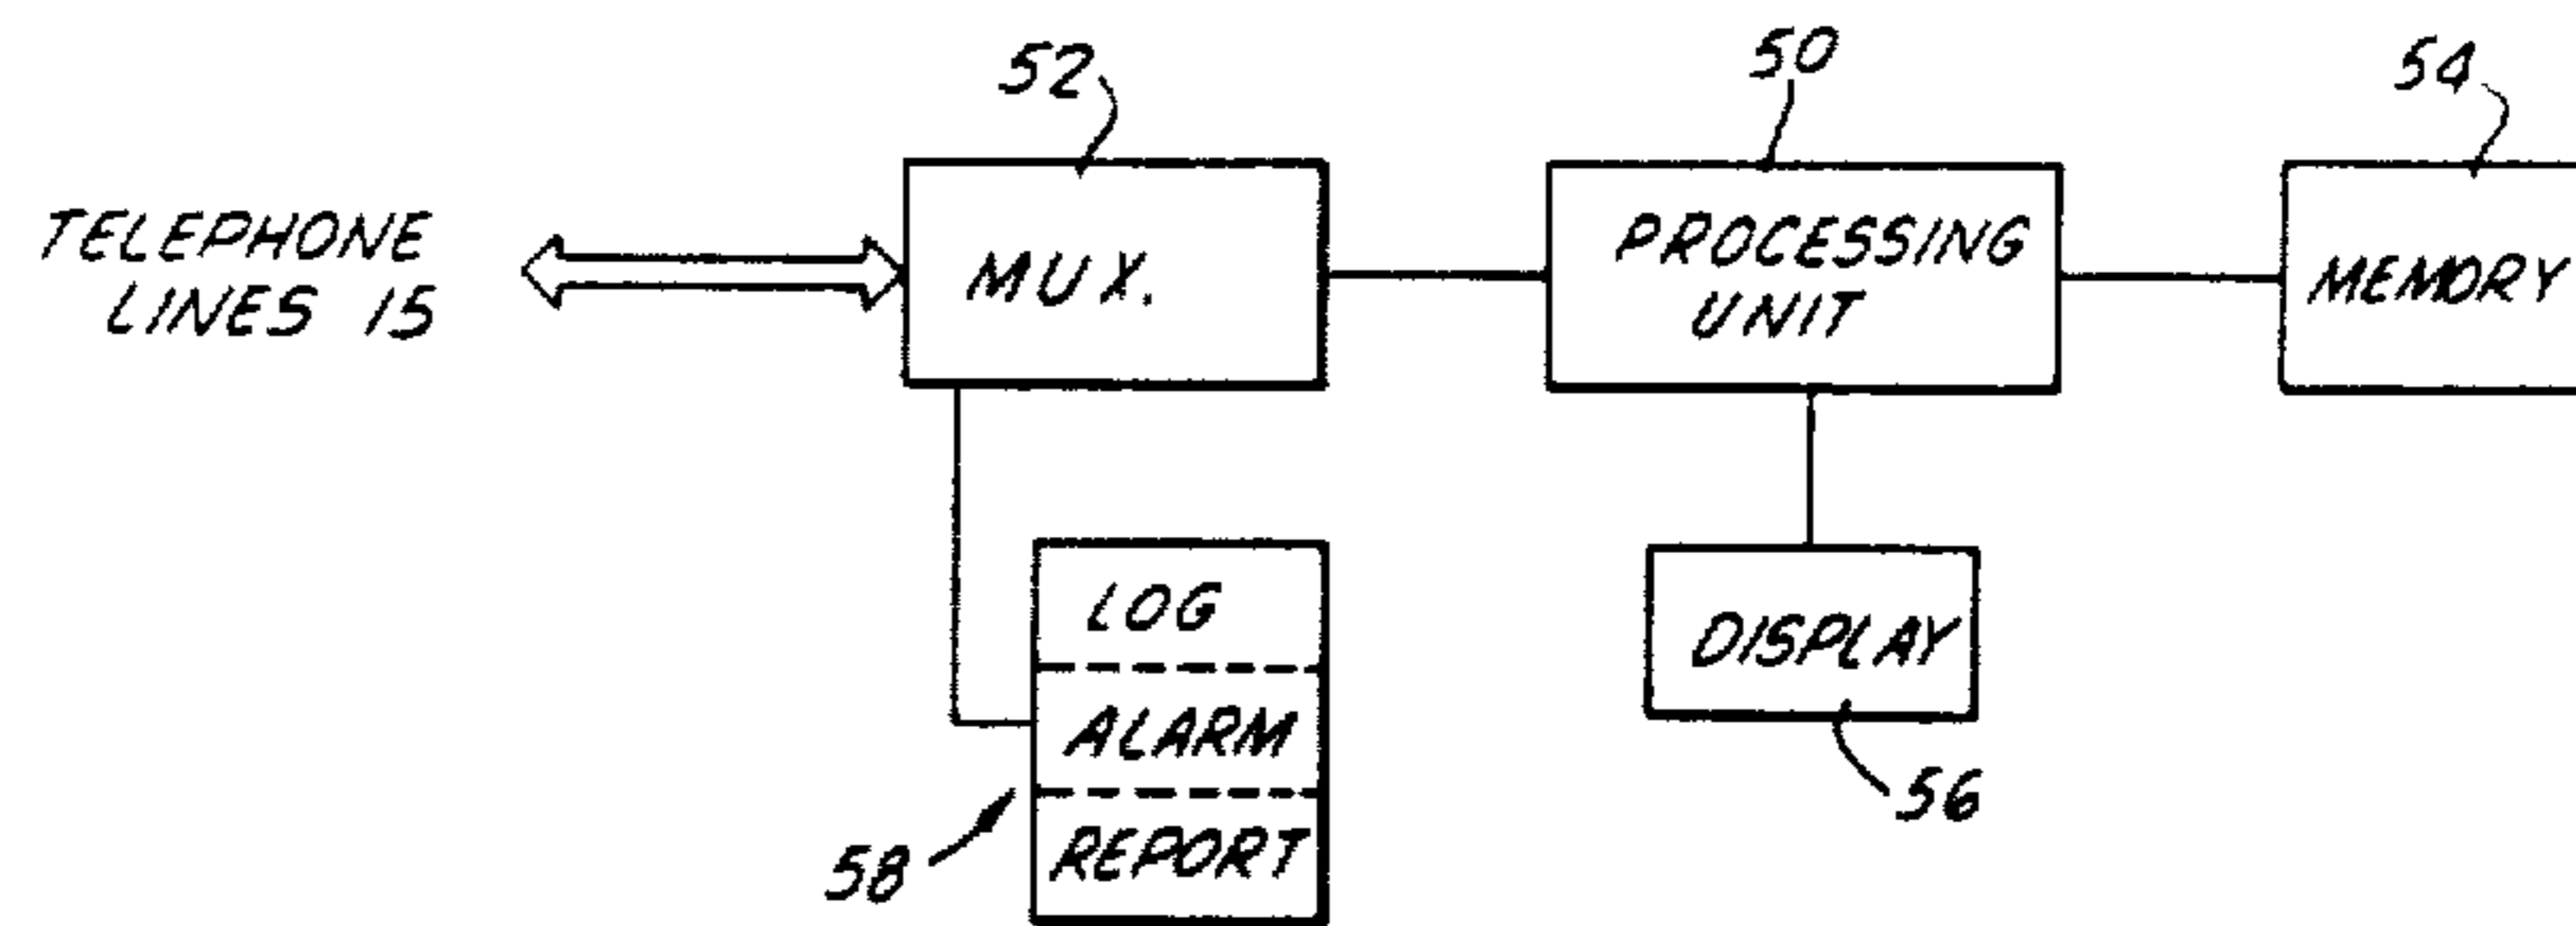 52
50
54
TELEPHONE
LINES 15
MUX.
PROCESSING
UNIT
MEMORY
LOG
ALARM
REPORT
DISPLAY
58
56